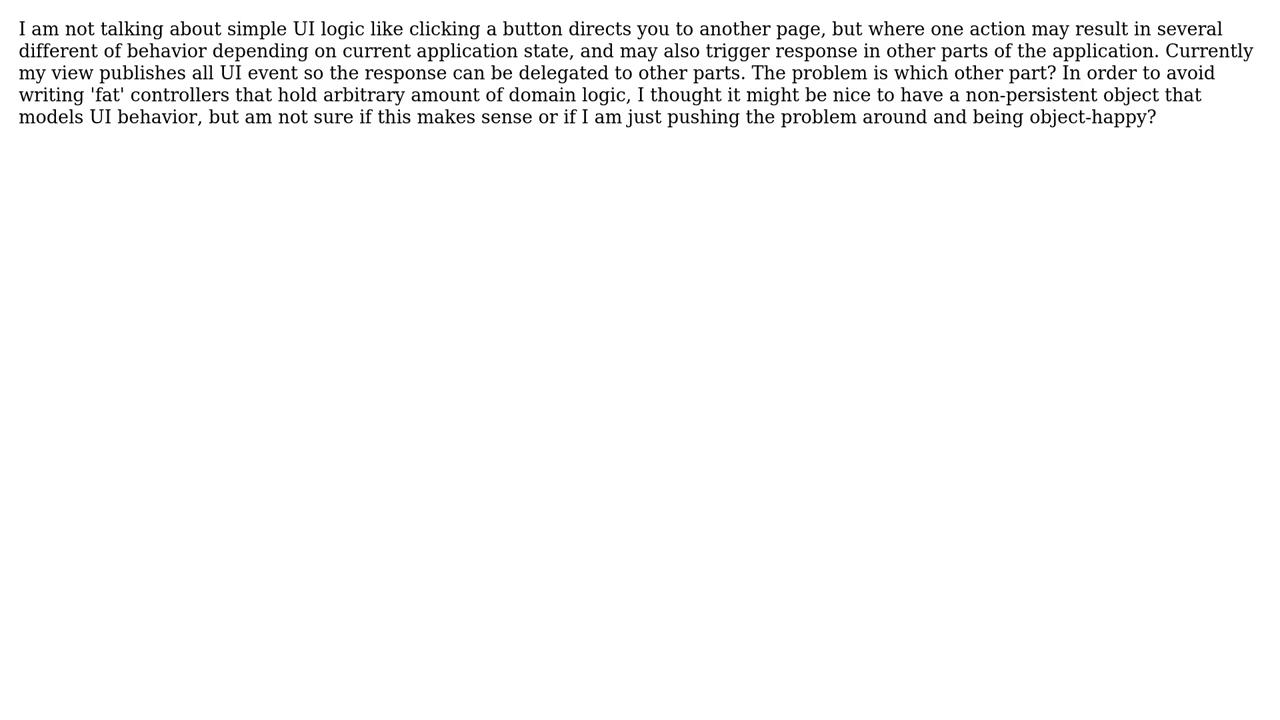 I am not talking about simple UI logic like clicking a button directs you to another page, but where one action may result in several
different of behavior depending on current application state, and may also trigger response in other parts of the application. Currently
my view publishes all UI event so the response can be delegated to other parts. The problem is which other part? In order to avoid
writing 'fat' controllers that hold arbitrary amount of domain logic, I thought it might be nice to have a non-persistent object that
models UI behavior, but am not sure if this makes sense or if I am just pushing the problem around and being object-happy?